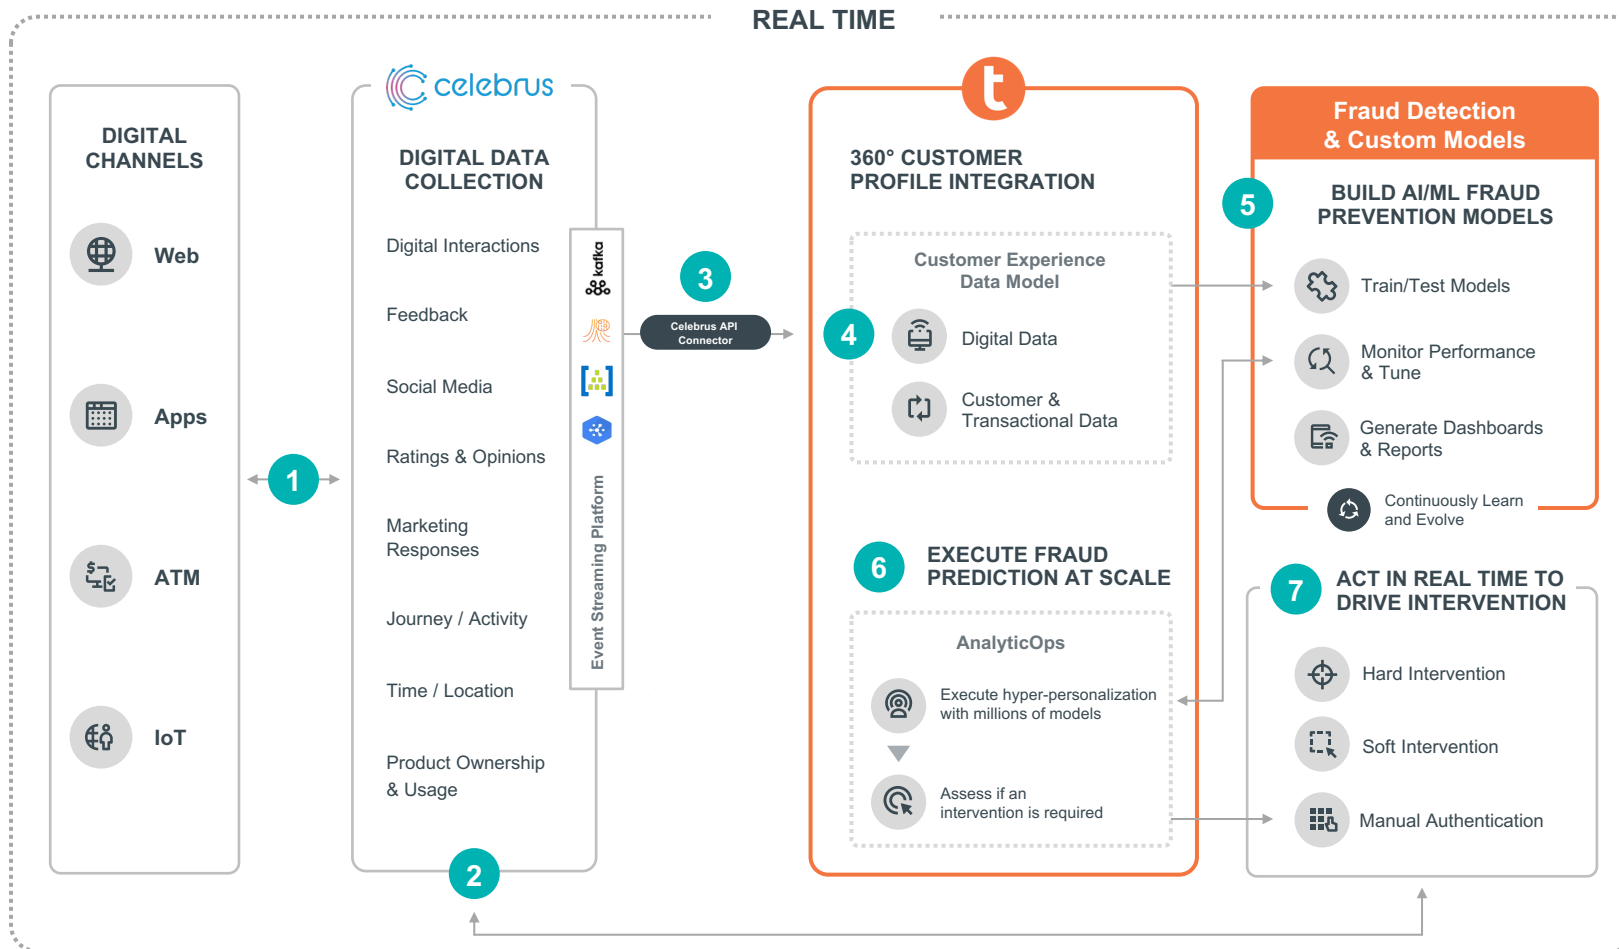 REAL TIME
DIGITAL
CHANNELS
Web
Apps
ATM
IoT
1
celebrus
DIGITAL DATA
COLLECTION
Digital Interactions
Feedback
Social Media
Ratings & Opinions
Marketing
Responses
Journey / Activity
Time / Location
Product Ownership
& Usage
2
kafka
Event Streaming Platform
3
Celebrus API
Connector
t
360° CUSTOMER
PROFILE INTEGRATION
4
Customer Experience
Data Model
Digital Data
Customer &
Transactional Data
6
EXECUTE FRAUD
PREDICTION AT SCALE
AnalyticOps
Execute hyper-personalization
with millions of models
Assess if an
intervention is required
Fraud Detection
& Custom Models
5
BUILD AI/ML FRAUD
PREVENTION MODELS
Train/Test Models
Monitor Performance
& Tune
Generate Dashboards
& Reports
Continuously Learn
and Evolve
7
ACT IN REAL TIME TO
DRIVE INTERVENTION
Hard Intervention
Soft Intervention
Manual Authentication